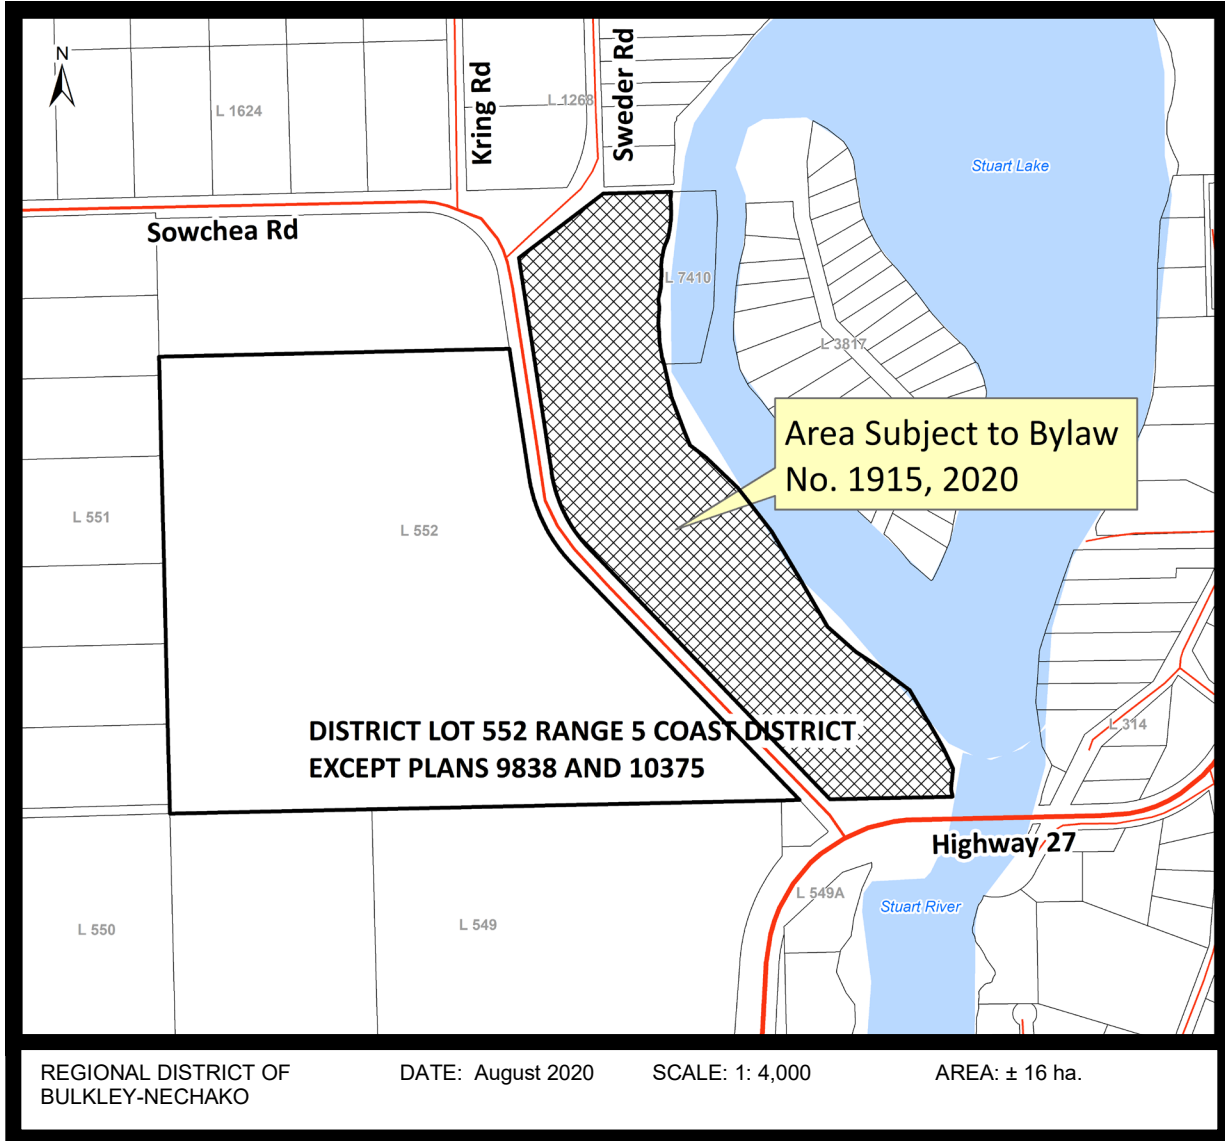 N
Kring Rd
Sweder Rd
L 1624
L 1268
Stuart Lake
Sowchea Rd
L 7410
L 3817
Area Subject to Bylaw
No. 1915, 2020
L 551
L 552
DISTRICT LOT 552 RANGE 5 COAST DISTRICT
EXCEPT PLANS 9838 AND 10375
L 314
Highway 27
L 549A
Stuart River
L 550
L 549
REGIONAL DISTRICT OF
BULKLEY-NECHAKO
DATE: August 2020
SCALE: 1: 4,000
AREA: ± 16 ha.